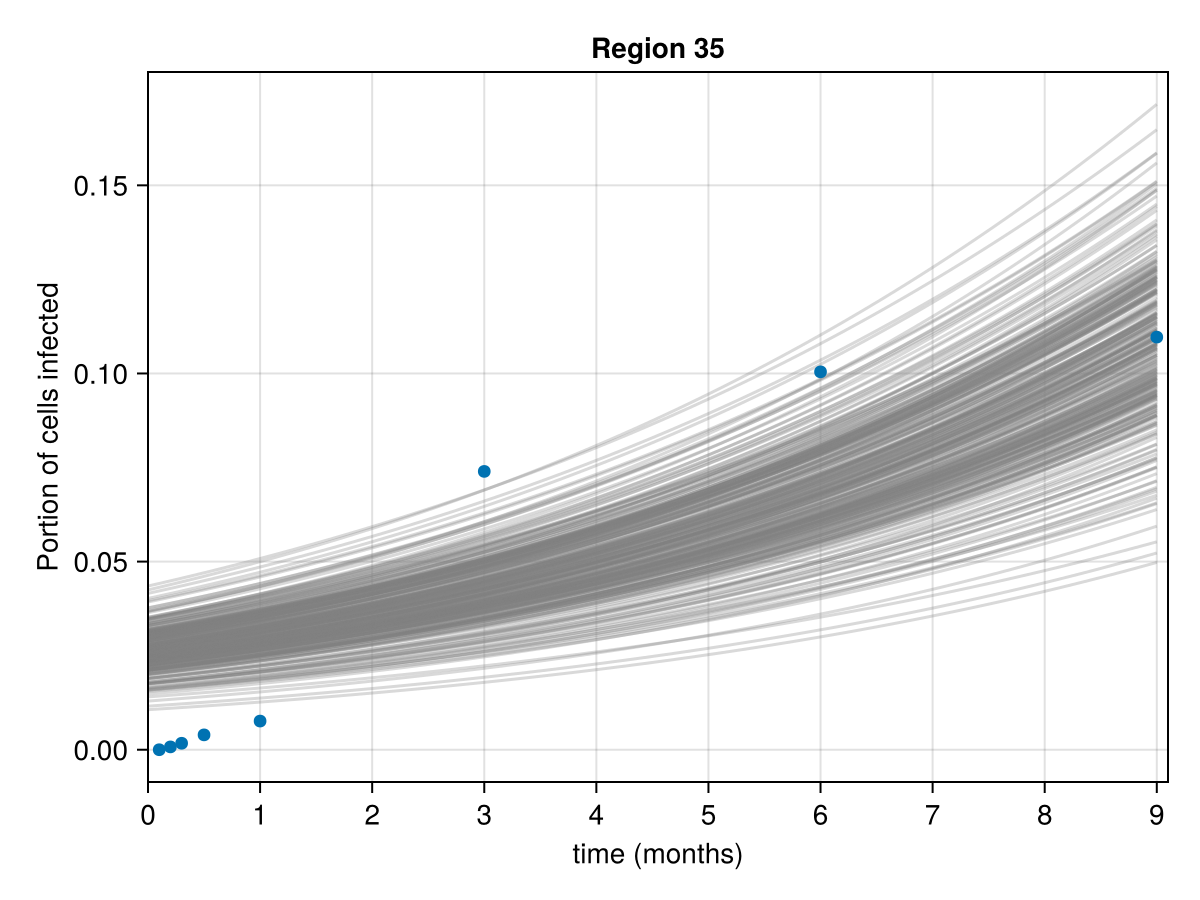 Region 35
Portion of cells infected
0.15
0.10
0.05
0.00
0 1 2 3 4 5 6 7 8 9
time (months)